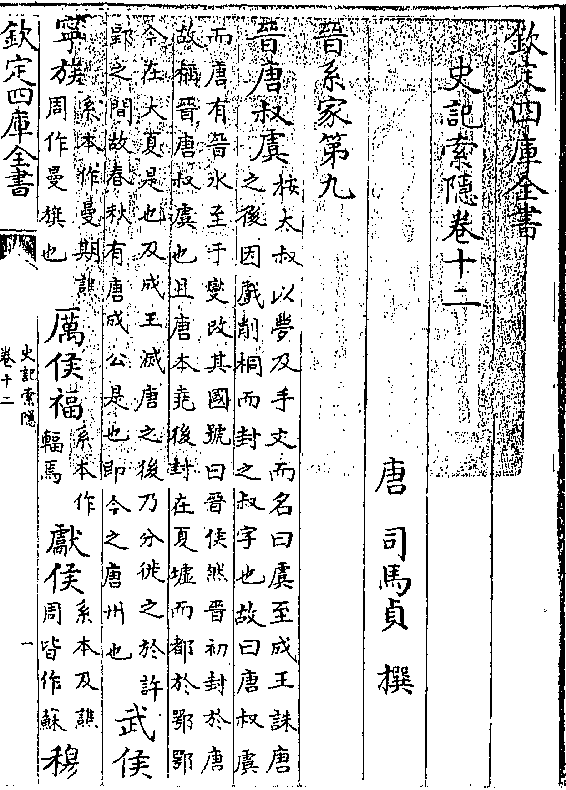 欽定四庫全書
史記索隱卷十二
唐 司馬貞 撰
晉系家第九
晉唐叔虞按太叔以夢及手文而名曰虞至成王誅唐
之後因戲削桐而封之叔字也故曰唐叔虞
而唐有晉水至子燮改其國號曰晉侯然晉初封於唐
故稱晉唐叔虞也且唐本堯後封在夏墟而都於鄂鄂
今在大夏是也及成王滅唐之後乃分徙之於許
郢之間故春秋有唐成公是也即今之唐州也武侯
寧族系本作曼期譙
周作曼旗也厲侯福系本作
輻焉獻侯系本及譙
周皆作蘇穆
欽定四庫全書
史記索隱
卷十二
一